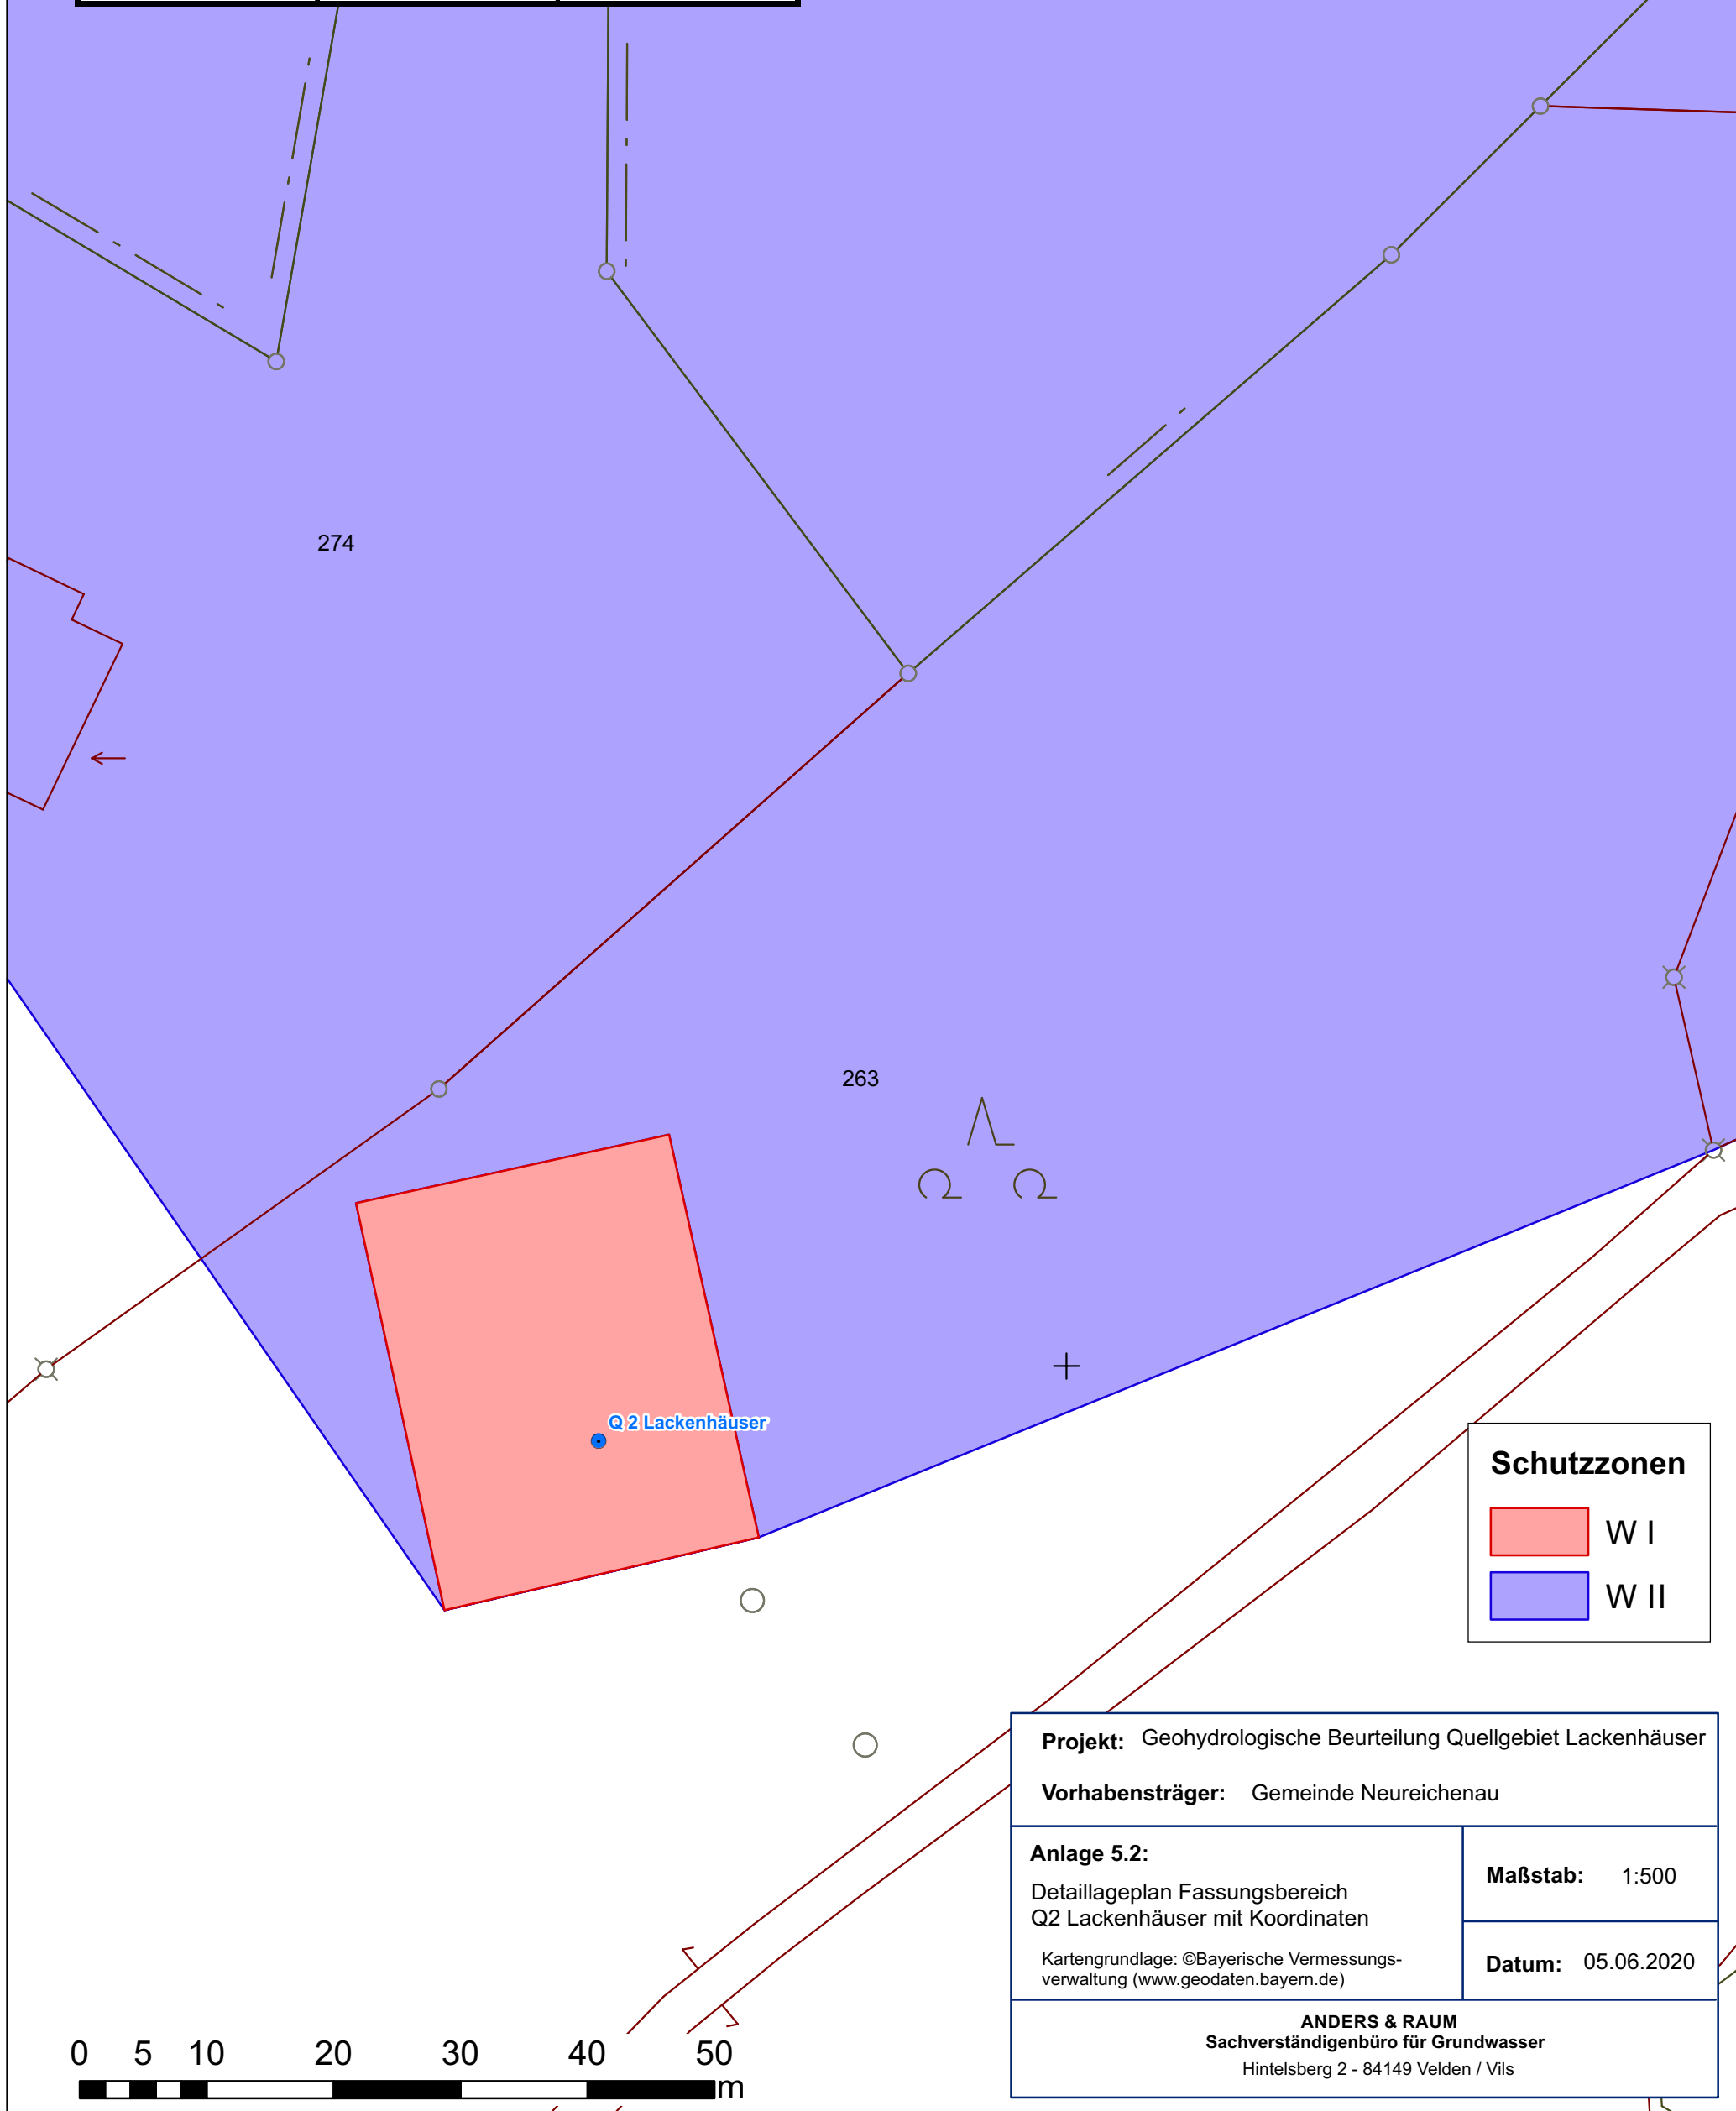 274
263
Q 2 Lackenhäuser
Schutzzonen
W I
W II
Projekt: Geohydrologische Beurteilung Quellgebiet Lackenhäuser
Vorhabensträger: Gemeinde Neureichenau
Anlage 5.2:
Detaillageplan Fassungsbereich
Q2 Lackenhäuser mit Koordinaten
Kartengrundlage: ©Bayerische Vermessungs-
verwaltung (www.geodaten.bayern.de)
Maßstab: 1:500
Datum: 05.06.2020
ANDERS & RAUM
Sachverständigenbüro für Grundwasser
Hintelsberg 2 - 84149 Velden / Vils
0 5 10 20 30 40 50
m